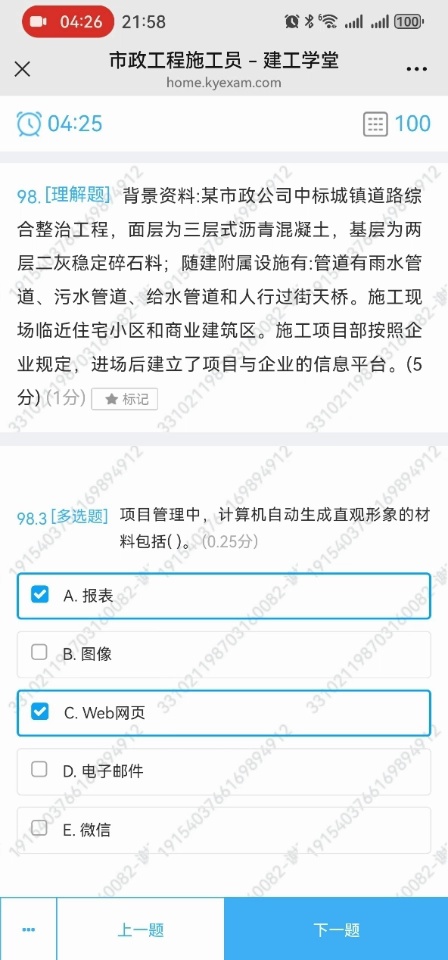 04:26 21:58 100
市政工程施工员 – 建工学堂
home.kyexam.com
04:25 100
98. [理解题] 背景资料:某市政公司中标城镇道路综
合整治工程，面层为三层式沥青混凝土，基层为两
层二灰稳定碎石料；随建附属设施有:管道有雨水管
道、污水管道、给水管道和人行过街天桥。施工现
场临近住宅小区和商业建筑区。施工项目部按照企
业规定，进场后建立了项目与企业的信息平台。(5
分) (1分) 标记
98.3 [多选题] 项目管理中，计算机自动生成直观形象的材
料包括( )。 (0.25分)
A. 报表
B. 图像
C. Web网页
D. 电子邮件
E. 微信
上一题 下一题